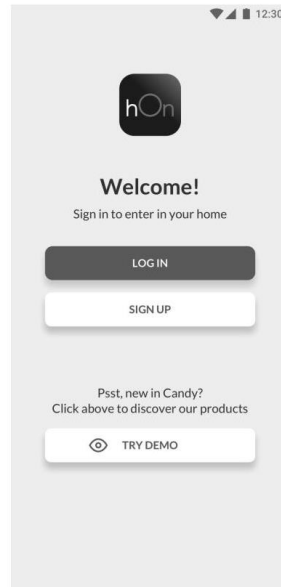 12:30
hOn
Welcome!
Sign in to enter in your home
LOG IN
SIGN UP
Psst, new in Candy?
Click above to discover our products
TRY DEMO